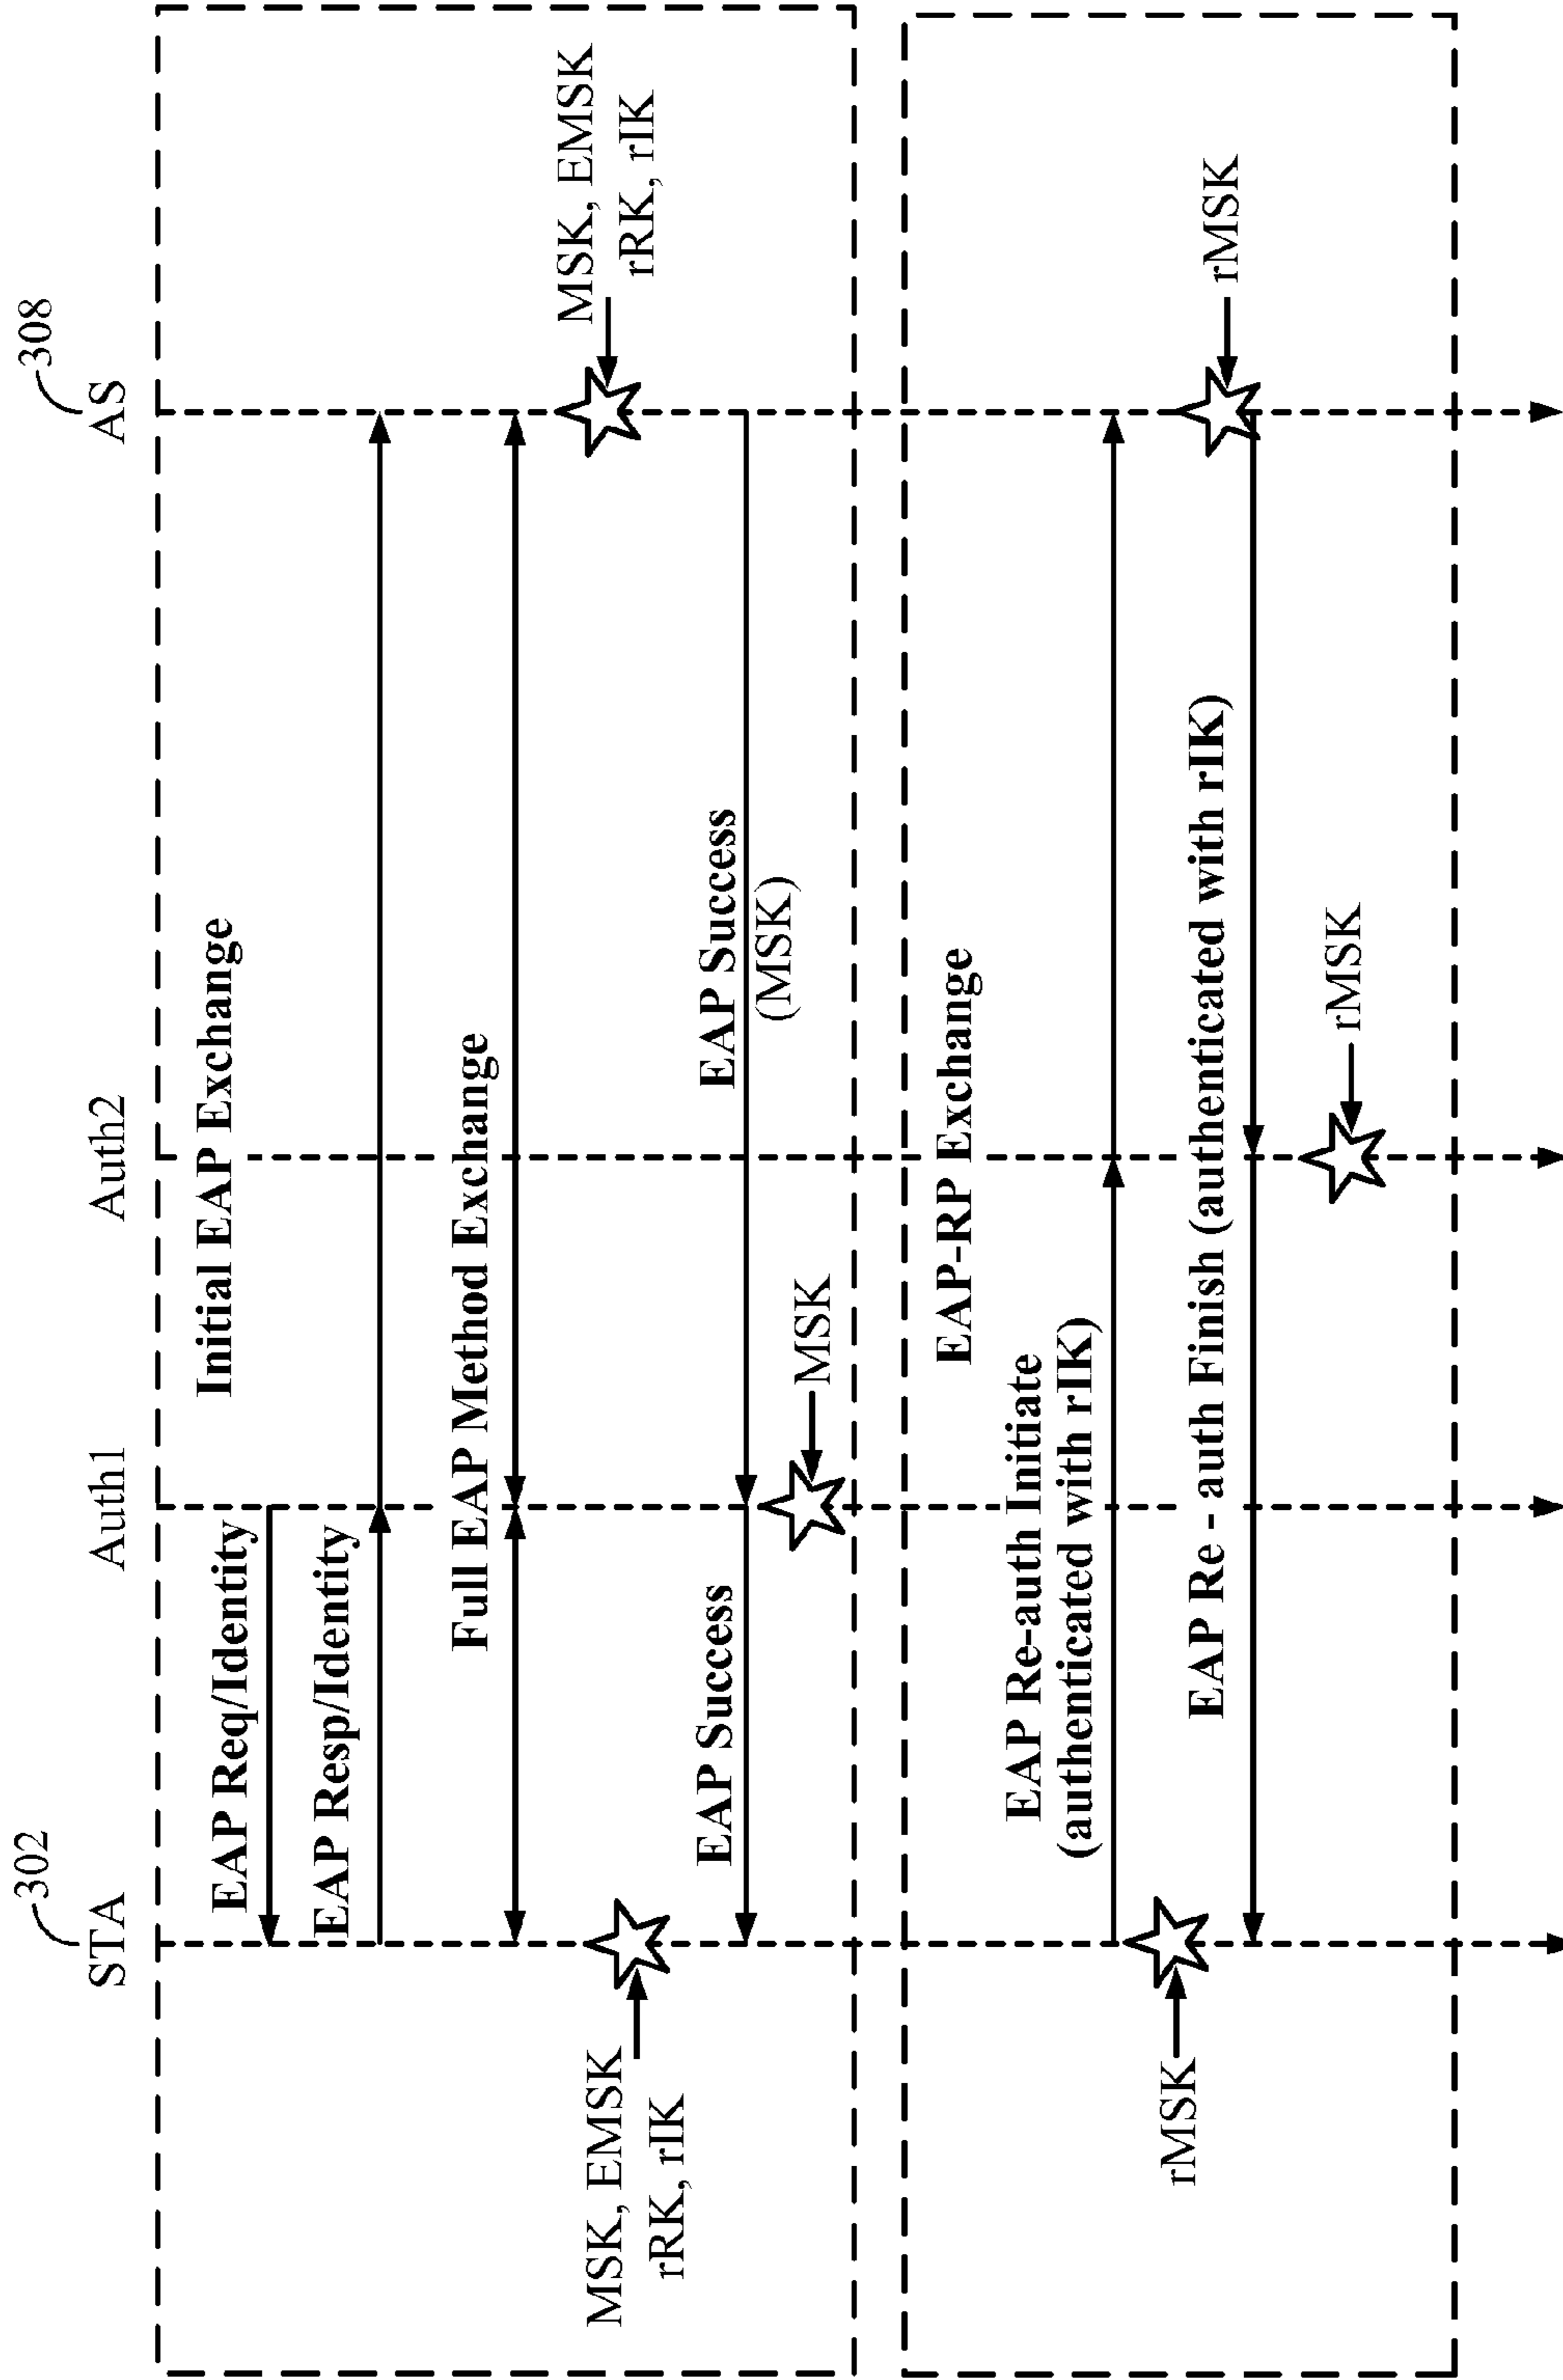 302
STA
Auth1
Auth2
308
AS
Initial EAP Exchange
EAP Req/Identity
EAP Resp/Identity
Full EAP Method Exchange
MSK, EMSK
rRK, rIK
MSK, EMSK
rRK, rIK
EAP Success
EAP Success
(MSK)
MSK
EAP-RP Exchange
EAP Re-auth Initiate
(authenticated with rIK)
rMSK
EAP Re - auth Finish (authenticated with rIK)
rMSK
rMSK